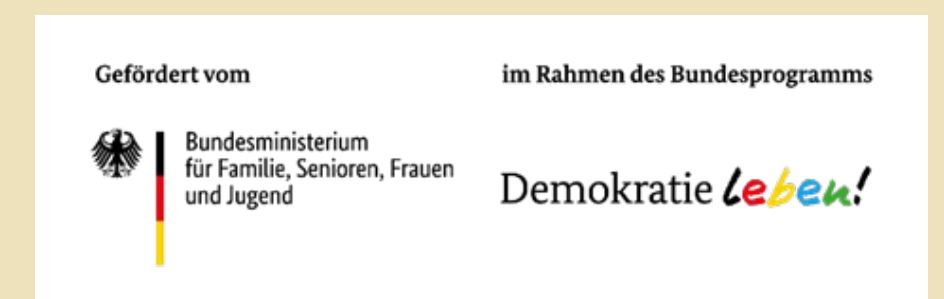 Gefördert vom
im Rahmen des Bundesprogramms
Bundesministerium
für Familie, Senioren, Frauen
und Jugend
Demokratie leben!